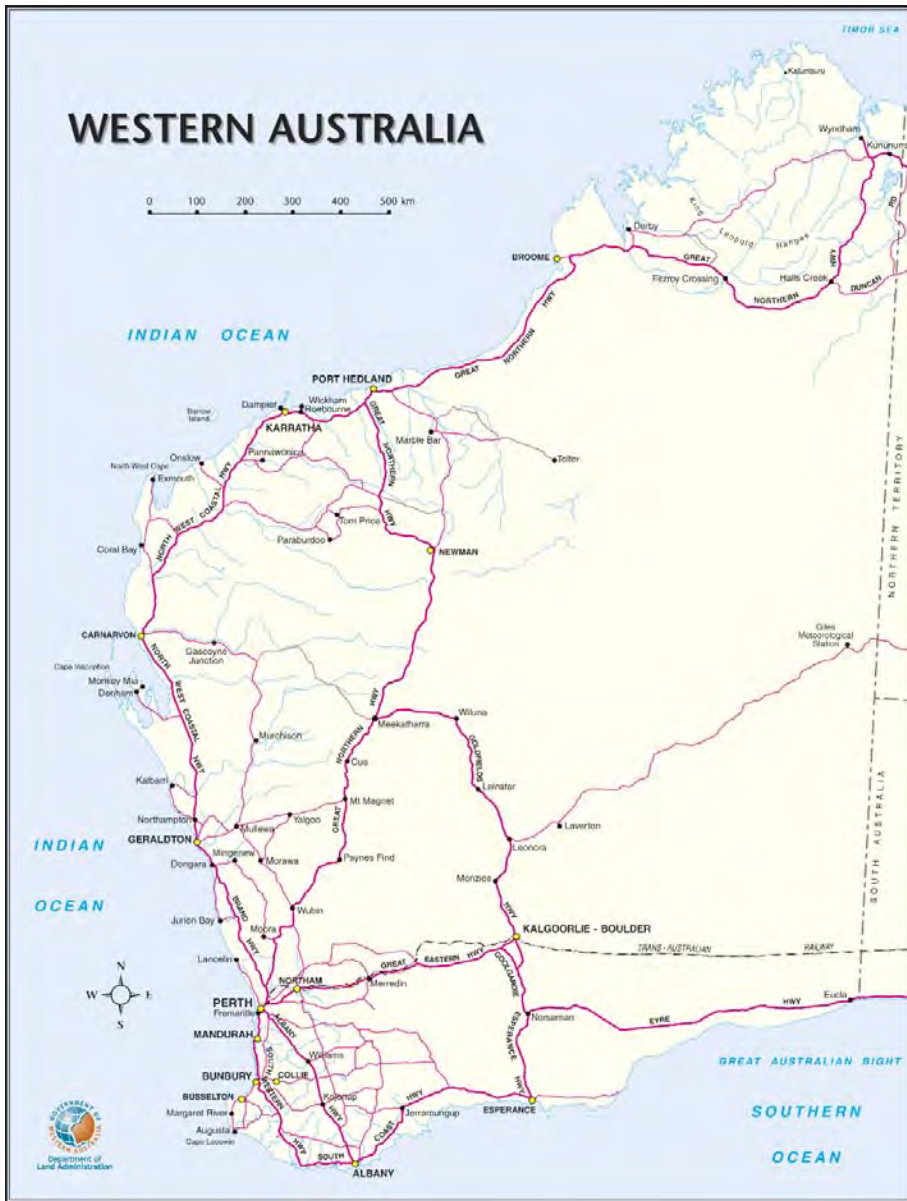 TIMOR SEA
Kalumburu
WESTERN AUSTRALIA
Wyndham
Kununurra
0 100 200 300 400 500 km
King
Leopold
Ranges
Derby
RD
HWY
BROOME
GREAT
Fitzroy Crossing
Halls Creek
DUNCAN
NORTHERN
HWY
NORTHERN
GREAT
INDIAN OCEAN
PORT HEDLAND
Dampier
Wickham
Roebourne
Barrow
Island
KARRATHA
GREAT
NORTHERN
HWY
Marble Bar
Pannawonica
Onslow
Telfer
North West Cape
Exmouth
NORTH WEST COASTAL HWY
Tom Price
Paraburdoo
Coral Bay
NEWMAN
NORTHERN TERRITORY
CARNARVON
Gascoyne
Junction
Giles
Meteorological
Station
Cape Inscription
Monkey Mia
Denham
NORTH
WEST
COASTAL
HWY
HWY
Meekatharra
Wiluna
NORTHERN
GREAT
Murchison
Cue
GOLDFIELDS
HWY
Kalbarri
Leinster
Mt Magnet
Northampton
Yalgoo
Mullewa
Laverton
SOUTH AUSTRALIA
INDIAN
OCEAN
GERALDTON
Mingenew
Leonora
Dongara
Morawa
Paynes Find
Menzies
Wubin
BRAND
HWY
Jurien Bay
Moora
KALGOORLIE - BOULDER
TRANS - AUSTRALIAN RAILWAY
Lancelin
GREAT EASTERN HWY
COOLGARDIE
ESPERANCE
HWY
N
W E
S
NORTHAM
Merredin
PERTH
Fremantle
Eucla
Norseman
EYRE HWY
ALBANY
HWY
MANDURAH
SOUTH
WESTERN
HWY
Williams
GREAT AUSTRALIAN BIGHT
BUNBURY
COLLIE
BUSSELTON
Kojonup
ESPERANCE
Margaret River
Jerramungup
SOUTH COAST HWY
SOUTHERN
OCEAN
Augusta
Cape Leeuwin
ALBANY
GOVERNMENT OF
WESTERN AUSTRALIA
Department of
Land Administration